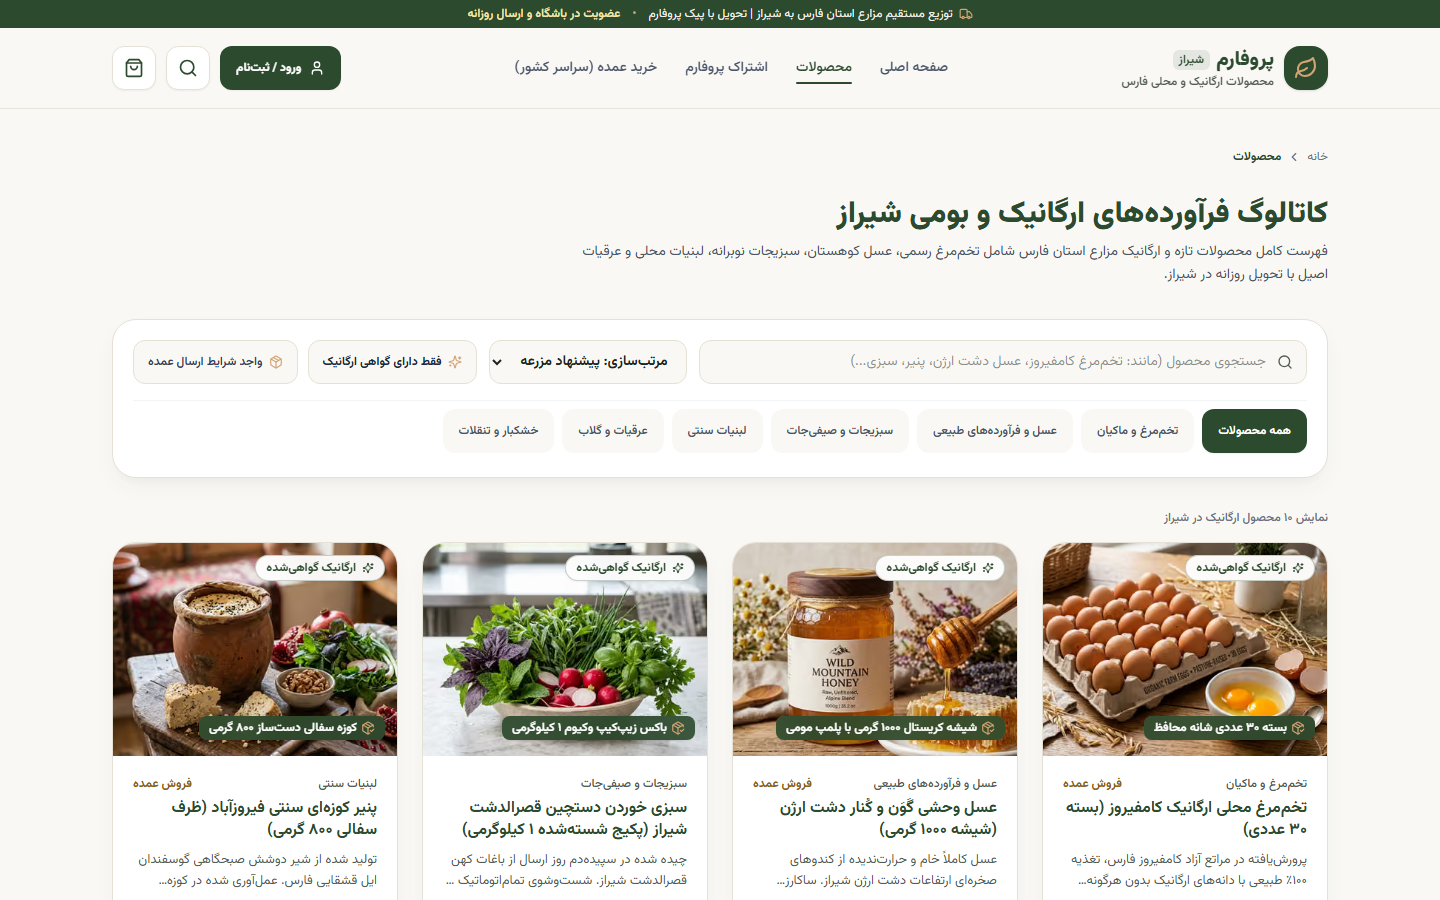 توزیع مستقیم مزارع استان فارس به شیراز | تحویل با پیک پروفارم • عضویت در باشگاه و ارسال روزانه
پروفارم شیراز
محصولات ارگانیک و محلی فارس
صفحه اصلی
محصولات
اشتراک پروفارم
خرید عمده (سراسر کشور)
ورود / ثبت‌نام
خانه
محصولات
کاتالوگ فرآورده‌های ارگانیک و بومی شیراز
فهرست کامل محصولات تازه و ارگانیک مزارع استان فارس شامل تخم‌مرغ رسمی، عسل کوهستان، سبزیجات نوبرانه، لبنیات محلی و عرقیات
اصیل با تحویل روزانه در شیراز.
جستجوی محصول (مانند: تخم‌مرغ کامفیروز، عسل دشت ارژن، پنیر، سبزی...)
مرتب‌سازی: پیشنهاد مزرعه
فقط دارای گواهی ارگانیک
واجد شرایط ارسال عمده
همه محصولات
تخم‌مرغ و ماکیان
عسل و فرآورده‌های طبیعی
سبزیجات و صیفی‌جات
لبنیات سنتی
عرقیات و گلاب
خشکبار و تنقلات
نمایش ۱۰ محصول ارگانیک در شیراز
ارگانیک گواهی‌شده
ORGANIC FARM EGGS • PASTURE-RAISED •
بسته ۳۰ عددی شانه محافظ
تخم‌مرغ و ماکیان
فروش عمده
تخم‌مرغ محلی ارگانیک کامفیروز (بسته
۳۰ عددی)
پرورش‌یافته در مراتع آزاد کامفیروز فارس، تغذیه
۱۰۰٪ طبیعی با دانه‌های ارگانیک بدون هرگونه...
ارگانیک گواهی‌شده
WILD
MOUNTAIN
HONEY
Raw, Unfiltered,
Alpine Blend
شیشه کریستال ۱۰۰۰ گرمی با پلمپ مومی
عسل و فرآورده‌های طبیعی
فروش عمده
عسل وحشی گَوَن و کُنار دشت ارژن
(شیشه ۱۰۰۰ گرمی)
عسل کاملاً خام و حرارت‌ندیده از کندوهای
صخره‌ای ارتفاعات دشت ارژن شیراز. ساکارز...
ارگانیک گواهی‌شده
باکس زیپ‌کیپ وکیوم ۱ کیلوگرمی
سبزیجات و صیفی‌جات
سبزی خوردن دستچین قصرالدشت
شیراز (پکیج شسته‌شده ۱ کیلوگرمی)
چیده شده در سپیده‌دم روز ارسال از باغات کهن
قصرالدشت شیراز. شست‌وشوی تمام‌اتوماتیک ...
ارگانیک گواهی‌شده
کوزه سفالی دست‌ساز ۸۰۰ گرمی
لبنیات سنتی
فروش عمده
پنیر کوزه‌ای سنتی فیروزآباد (ظرف
سفالی ۸۰۰ گرمی)
تولید شده از شیر دوشش صبحگاهی گوسفندان
ایل قشقایی فارس. عمل‌آوری شده در کوزه...